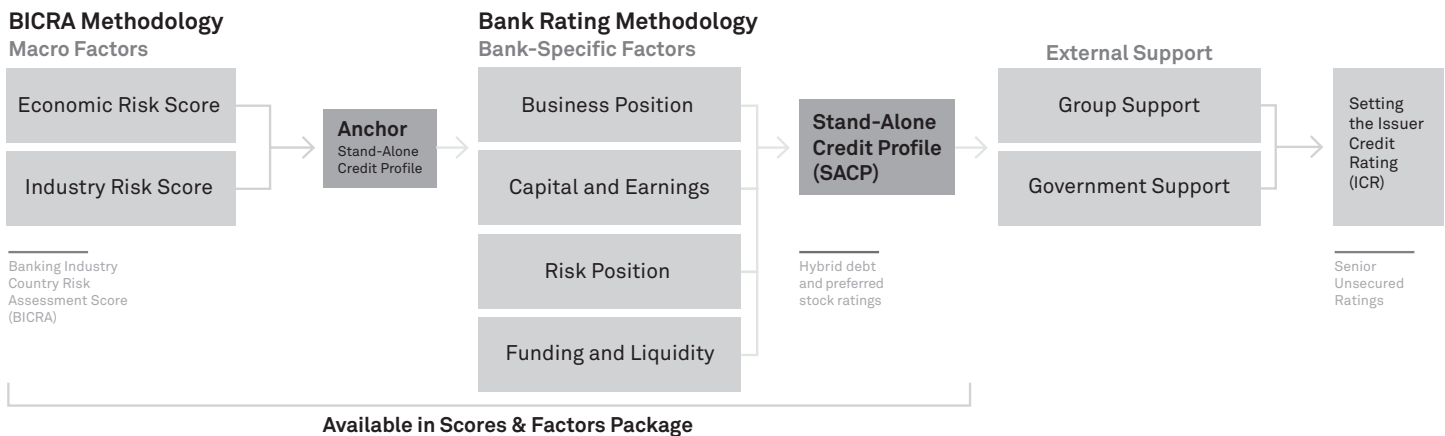 BICRA Methodology
Macro Factors
Economic Risk Score
Industry Risk Score
Banking Industry
Country Risk
Assessment Score
(BICRA)
Anchor
Stand-Alone
Credit Profile
Bank Rating Methodology
Bank-Specific Factors
Business Position
Capital and Earnings
Risk Position
Funding and Liquidity
Stand-Alone
Credit Profile
(SACP)
Hybrid debt
and preferred
stock ratings
External Support
Group Support
Government Support
Setting
the Issuer
Credit
Rating
(ICR)
Senior
Unsecured
Ratings
Available in Scores & Factors Package